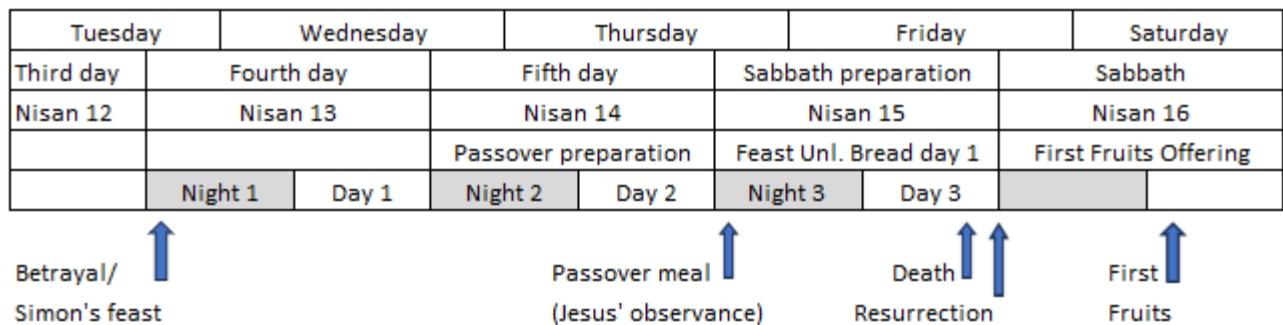 Tuesday Wednesday Thursday Friday Saturday
Third day Fourth day Fifth day Sabbath preparation Sabbath
Nisan 12 Nisan 13 Nisan 14 Nisan 15 Nisan 16
Passover preparation Feast Unl. Bread day 1 First Fruits Offering
Night 1 Day 1 Night 2 Day 2 Night 3 Day 3
Betrayal/ Passover meal Death First
Simon's feast (Jesus' observance) Resurrection Fruits